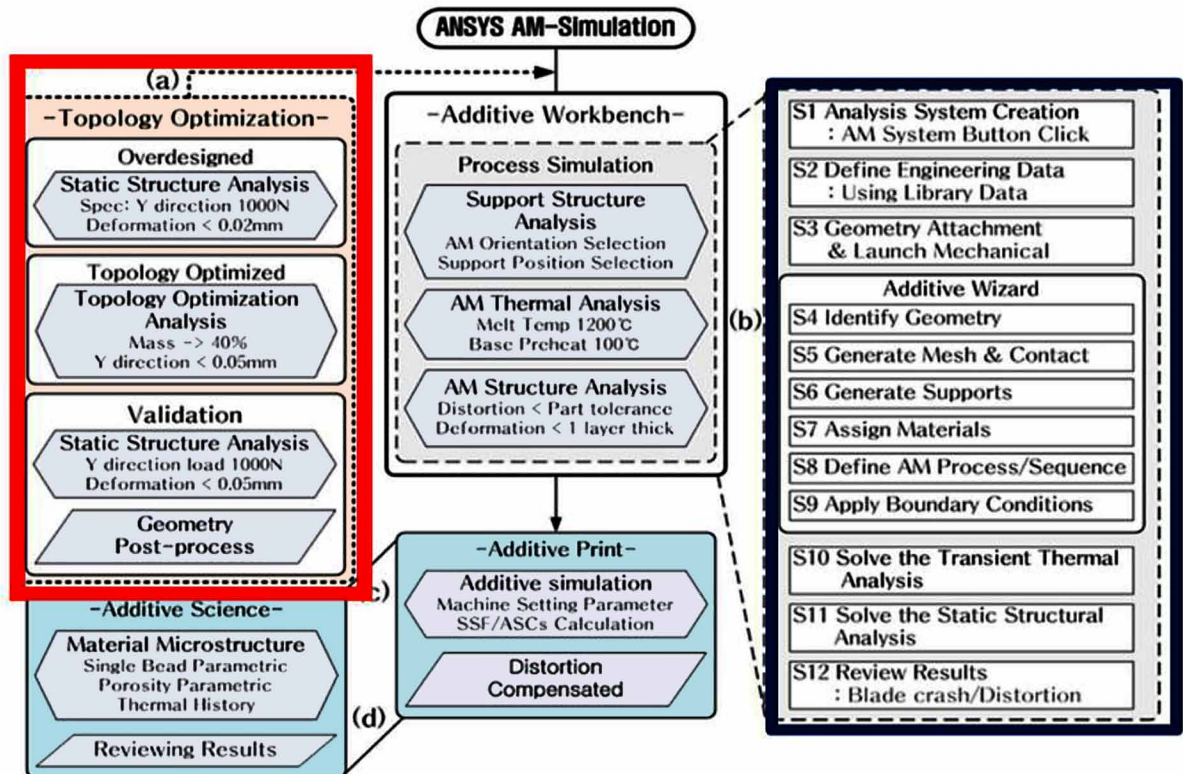 ANSYS AM-Simulation
(a)
-Topology Optimization-
Overdesigned
Static Structure Analysis
Spec: Y direction 1000N
Deformation < 0.02mm
Topology Optimized
Topology Optimization
Analysis
Mass -> 40%
Y direction < 0.05mm
Validation
Static Structure Analysis
Y direction load 1000N
Deformation < 0.05mm
Geometry
Post-process
-Additive Workbench-
Process Simulation
Support Structure
Analysis
AM Orientation Selection
Support Position Selection
AM Thermal Analysis
Melt Temp 1200℃
Base Preheat 100℃
AM Structure Analysis
Distortion < Part tolerance
Deformation < 1 layer thick
(b)
S1 Analysis System Creation
: AM System Button Click
S2 Define Engineering Data
: Using Library Data
S3 Geometry Attachment
& Launch Mechanical
Additive Wizard
S4 Identify Geometry
S5 Generate Mesh & Contact
S6 Generate Supports
S7 Assign Materials
S8 Define AM Process/Sequence
S9 Apply Boundary Conditions
S10 Solve the Transient Thermal
Analysis
S11 Solve the Static Structural
Analysis
S12 Review Results
: Blade crash/Distortion
-Additive Print-
(c)
Additive simulation
Machine Setting Parameter
SSF/ASCs Calculation
Distortion
Compensated
-Additive Science-
Material Microstructure
Single Bead Parametric
Porosity Parametric
Thermal History
(d)
Reviewing Results